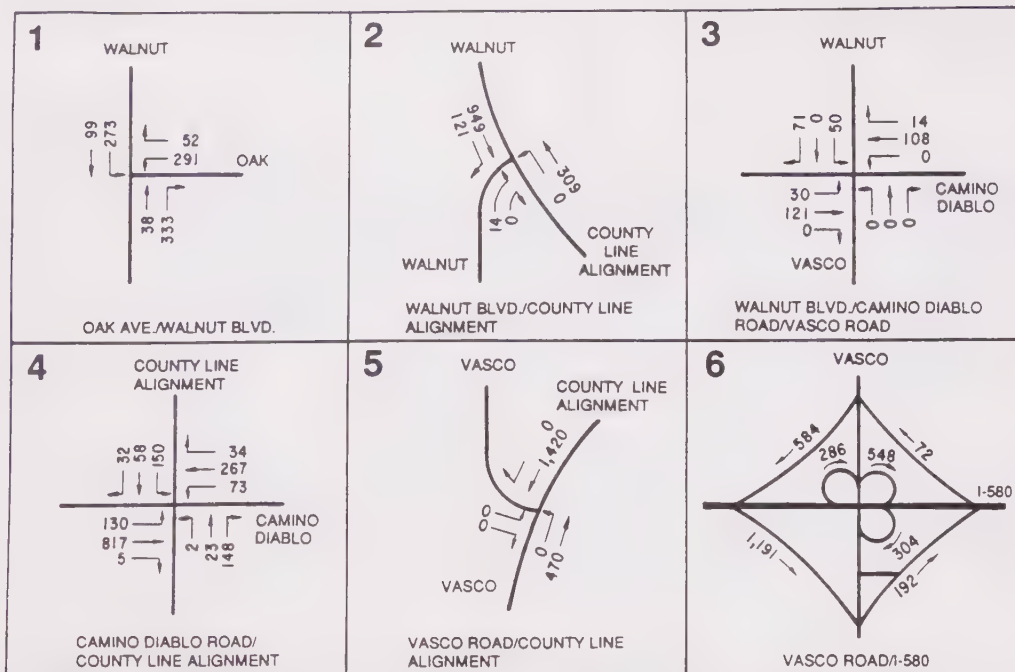 1
WALNUT
99
273
52
291
OAK
38
333
OAK AVE./WALNUT BLVD.
2
WALNUT
949
121
309
0
14
0
WALNUT
COUNTY
LINE
ALIGNMENT
WALNUT BLVD./COUNTY LINE
ALIGNMENT
3
WALNUT
71
0
50
14
108
0
30
121
0
0
0
0
CAMINO
DIABLO
VASCO
WALNUT BLVD./CAMINO DIABLO
ROAD/VASCO ROAD
4
COUNTY LINE
ALIGNMENT
32
58
150
34
267
73
130
817
5
2
23
148
CAMINO
DIABLO
CAMINO DIABLO ROAD/
COUNTY LINE ALIGNMENT
5
VASCO
COUNTY LINE
ALIGNMENT
0
1,420
0
0
0
470
VASCO
VASCO ROAD/COUNTY LINE
ALIGNMENT
6
VASCO
584
286
548
72
I-580
1,191
304
192
VASCO ROAD/I-580